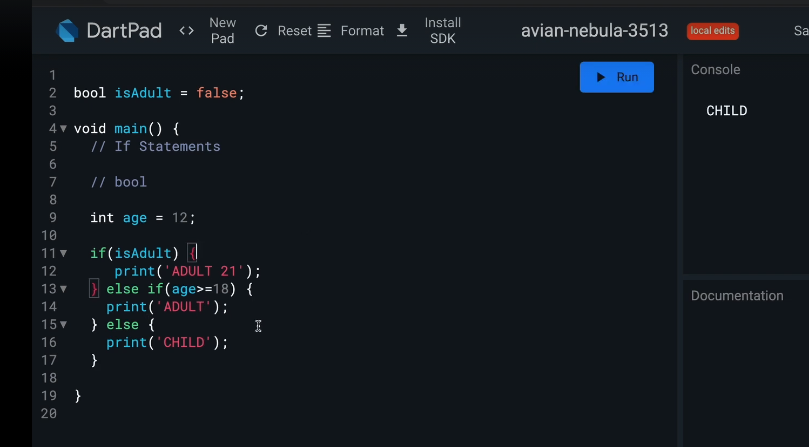 DartPad <> New Pad Reset Format Install SDK avian-nebula-3513 local edits Sa
Run
Console
CHILD
Documentation
1
2 bool isAdult = false;
3
4 void main() {
5 // If Statements
6
7 // bool
8
9 int age = 12;
10
11 if(isAdult) {
12 print('ADULT 21');
13 } else if(age>=18) {
14 print('ADULT');
15 } else {
16 print('CHILD');
17 }
18
19 }
20